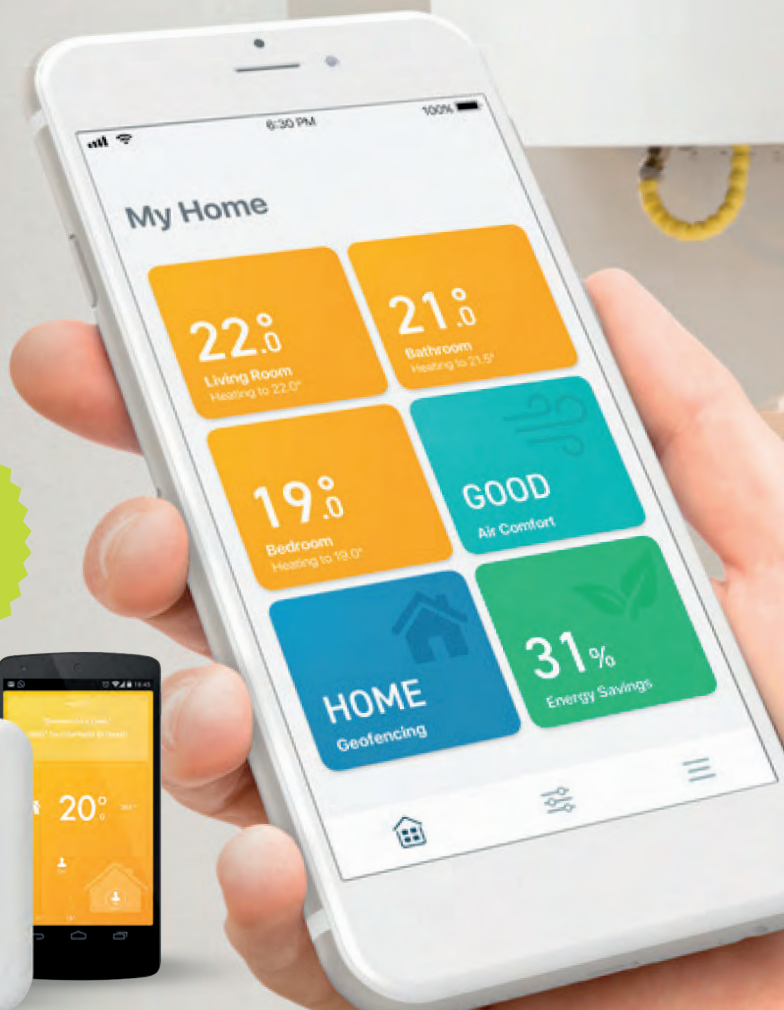 6:30 PM
100%
My Home
22.0°
Living Room
Heating to 22.0°
21.0°
Bathroom
Heating to 21.5°
19.0°
Bedroom
Heating to 19.0°
GOOD
Air Comfort
HOME
Geofencing
31%
Energy Savings
20°